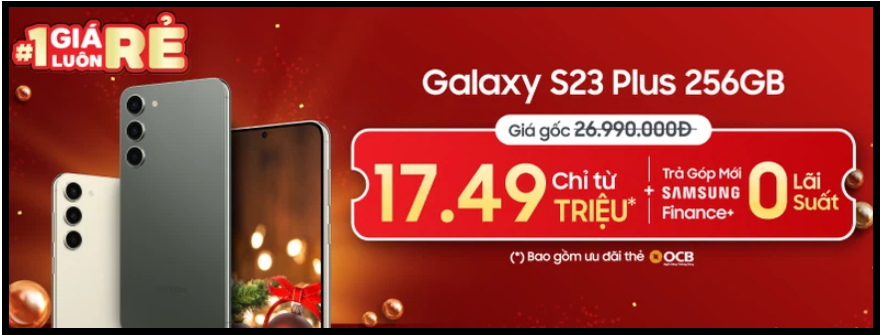 #1 GIÁ
LUÔN RẺ
Galaxy S23 Plus 256GB
Giá gốc 26.990.000Đ
17.49 Chỉ từ
TRIỆU*
+
Trả Góp Mới
SAMSUNG
Finance+
0 Lãi
Suất
(*) Bao gồm ưu đãi thẻ OCB